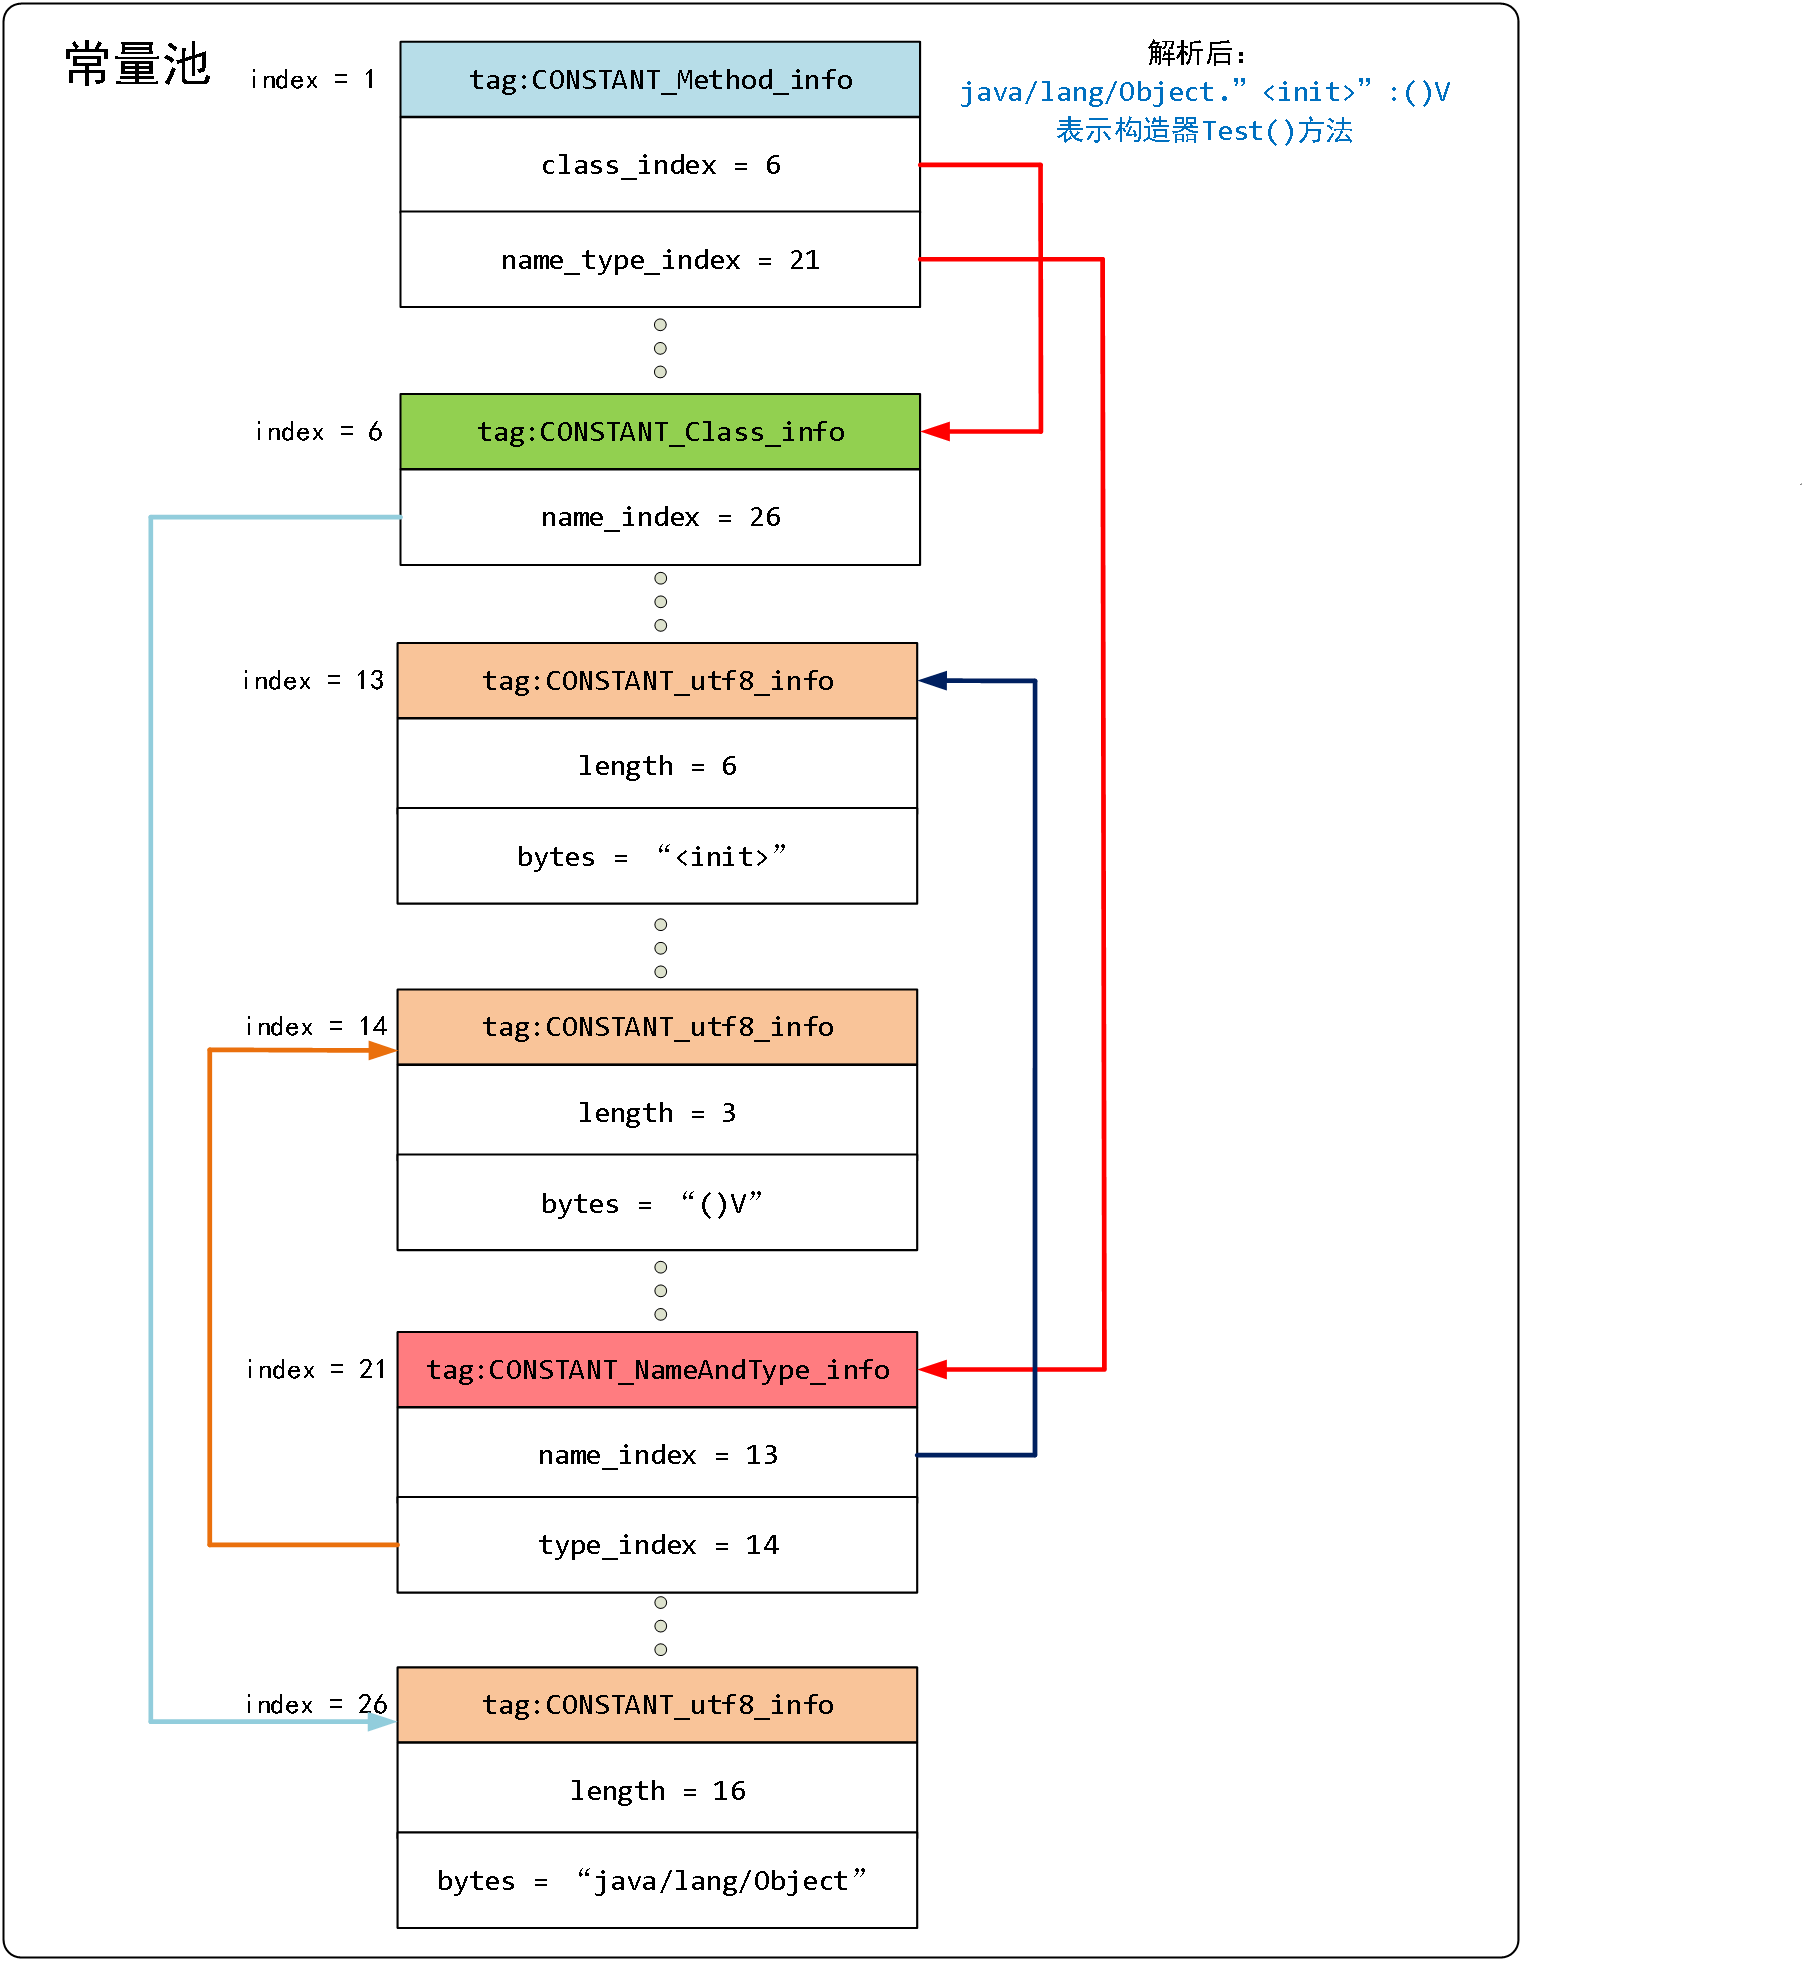 常量池
index = 1
tag:CONSTANT_Method_info
class_index = 6
name_type_index = 21
解析后：
java/lang/Object.”<init>”:()V
表示构造器Test()方法
index = 6
tag:CONSTANT_Class_info
name_index = 26
index = 13
tag:CONSTANT_utf8_info
length = 6
bytes = “<init>”
index = 14
tag:CONSTANT_utf8_info
length = 3
bytes = “()V”
index = 21
tag:CONSTANT_NameAndType_info
name_index = 13
type_index = 14
index = 26
tag:CONSTANT_utf8_info
length = 16
bytes = “java/lang/Object”